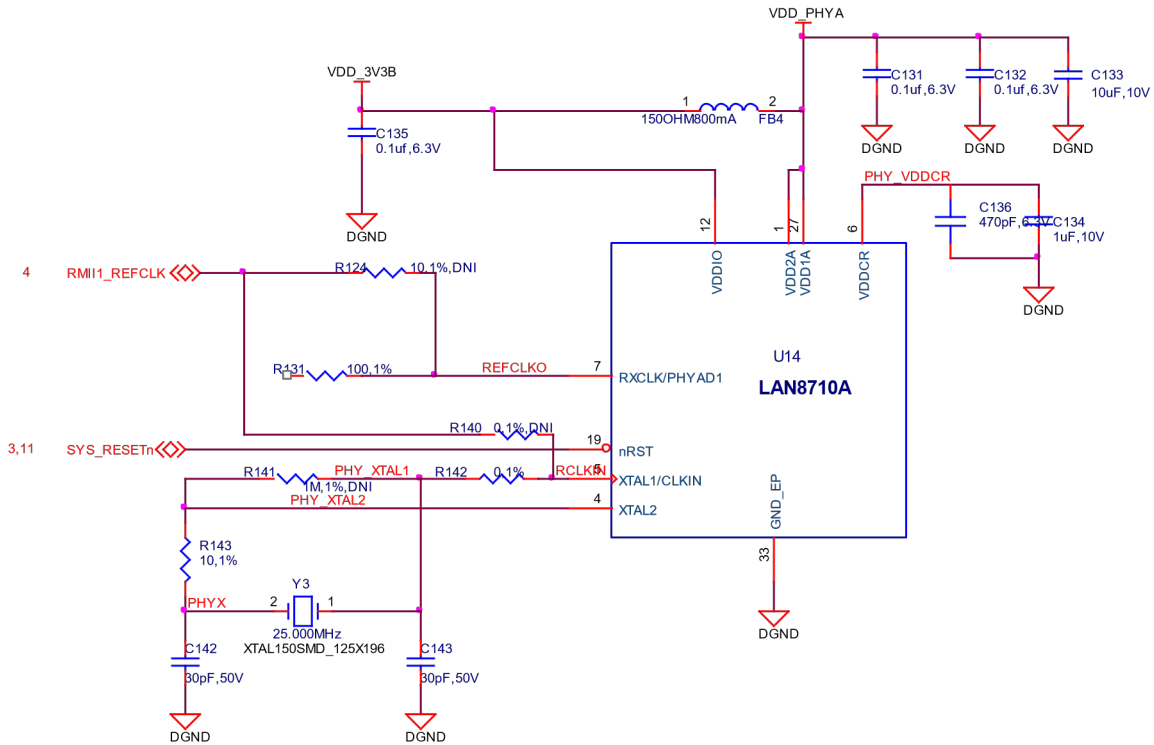 VDD_PHYA
VDD_3V3B
C131
0.1uf,6.3V
C132
0.1uf,6.3V
C133
10uF,10V
1
2
150OHM800mA
FB4
C135
0.1uf,6.3V
DGND
DGND
DGND
DGND
PHY_VDDCR
C136
470pF,6.3V
C134
1uF,10V
DGND
12
1
27
6
VDDIO
VDD2A
VDD1A
VDDCR
4
RMII1_REFCLK
R124
10,1%,DNI
U14
LAN8710A
R131
100,1%
REFCLKO
7
RXCLK/PHYAD1
R140
0,1%,DNI
3,11
SYS_RESETn
19
nRST
R141
1M,1%,DNI
PHY_XTAL1
R142
0,1%
RCLKIN
5
XTAL1/CLKIN
PHY_XTAL2
4
XTAL2
GND_EP
33
DGND
R143
10,1%
PHYX
Y3
2
1
25.000MHz
XTAL150SMD_125X196
C142
30pF,50V
C143
30pF,50V
DGND
DGND